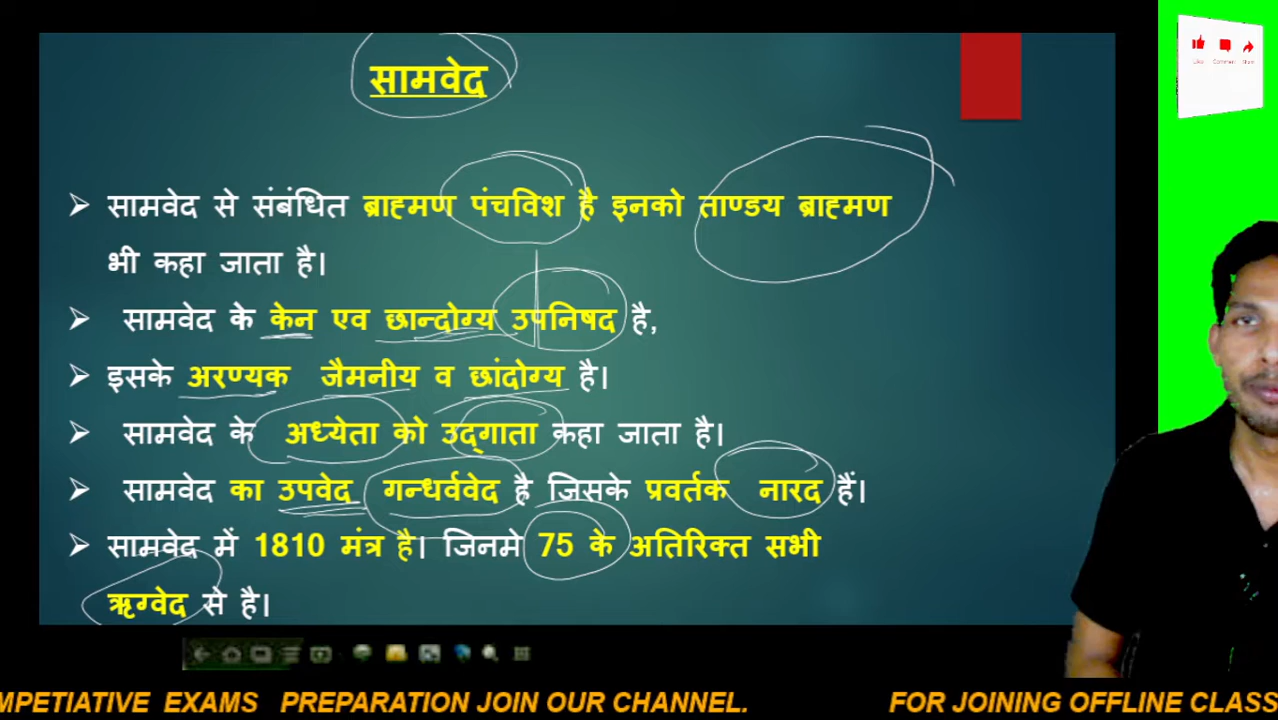 सामवेद
सामवेद से संबंधित ब्राह्मण पंचविश है इनको ताण्डय ब्राह्मण
भी कहा जाता है।
सामवेद के केन एव छान्दोग्य उपनिषद है,
इसके अरण्यक जैमनीय व छांदोग्य है।
सामवेद के अध्येता को उद्गाता कहा जाता है।
सामवेद का उपवेद गन्धर्ववेद है जिसके प्रवर्तक नारद हैं।
सामवेद में 1810 मंत्र है। जिनमे 75 के अतिरिक्त सभी
ऋग्वेद से है।
MPETIATIVE EXAMS PREPARATION JOIN OUR CHANNEL. FOR JOINING OFFLINE CLASS